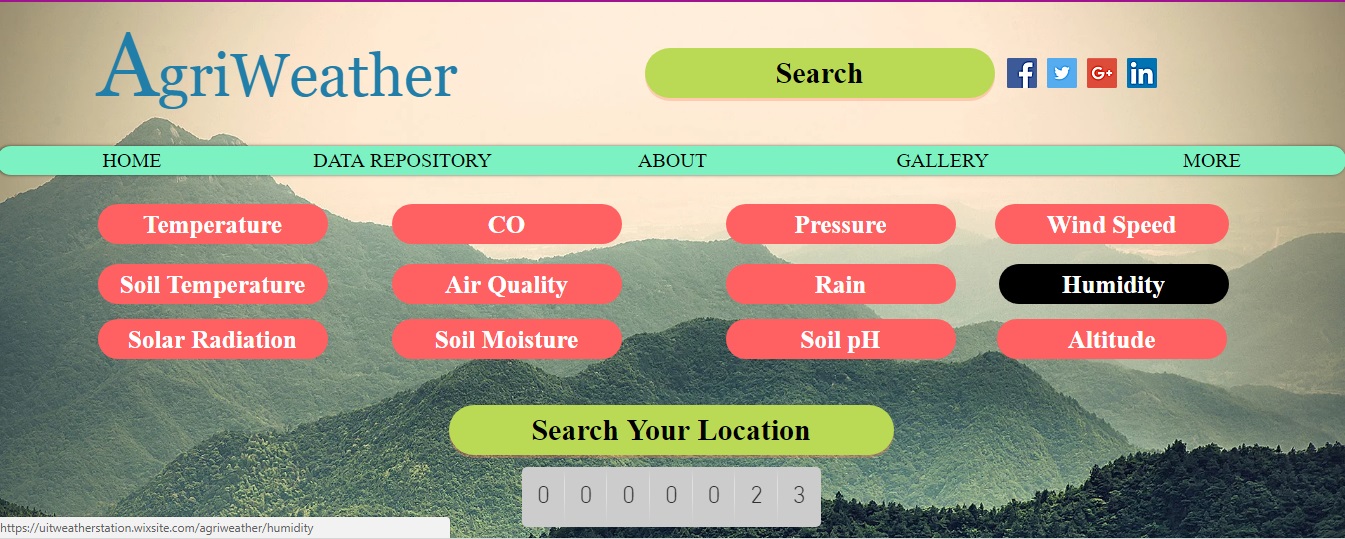 AgriWeather
Search
HOME DATA REPOSITORY ABOUT GALLERY MORE
Temperature CO Pressure Wind Speed
Soil Temperature Air Quality Rain Humidity
Solar Radiation Soil Moisture Soil pH Altitude
Search Your Location
0 0 0 0 0 2 3
https://uitweatherstation.wixsite.com/agriweather/humidity